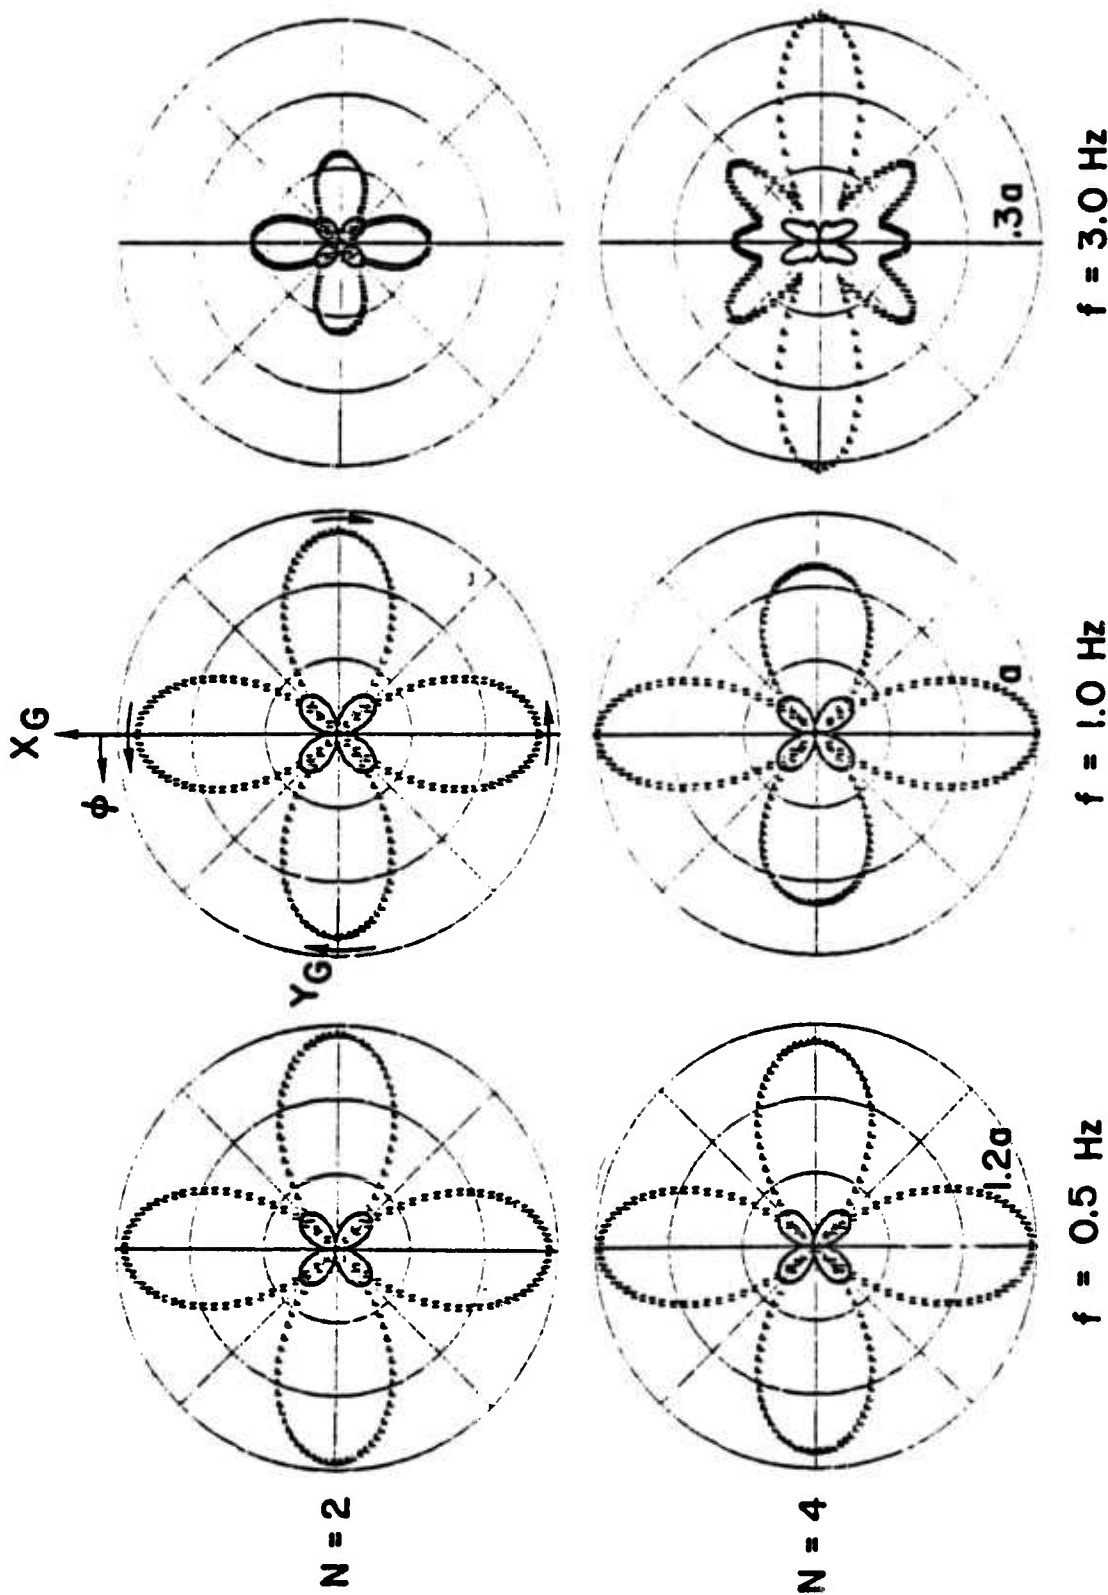 X_G
φ
Y_G
N = 2
N = 4
1.2a
a
.3a
f = 0.5 Hz
f = 1.0 Hz
f = 3.0 Hz